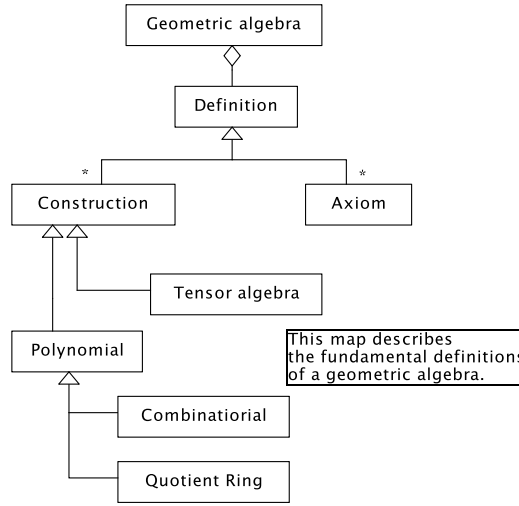 Geometric algebra
Definition
*
*
Construction
Axiom
Tensor algebra
Polynomial
This map describes
the fundamental definitions
of a geometric algebra.
Combinatiorial
Quotient Ring